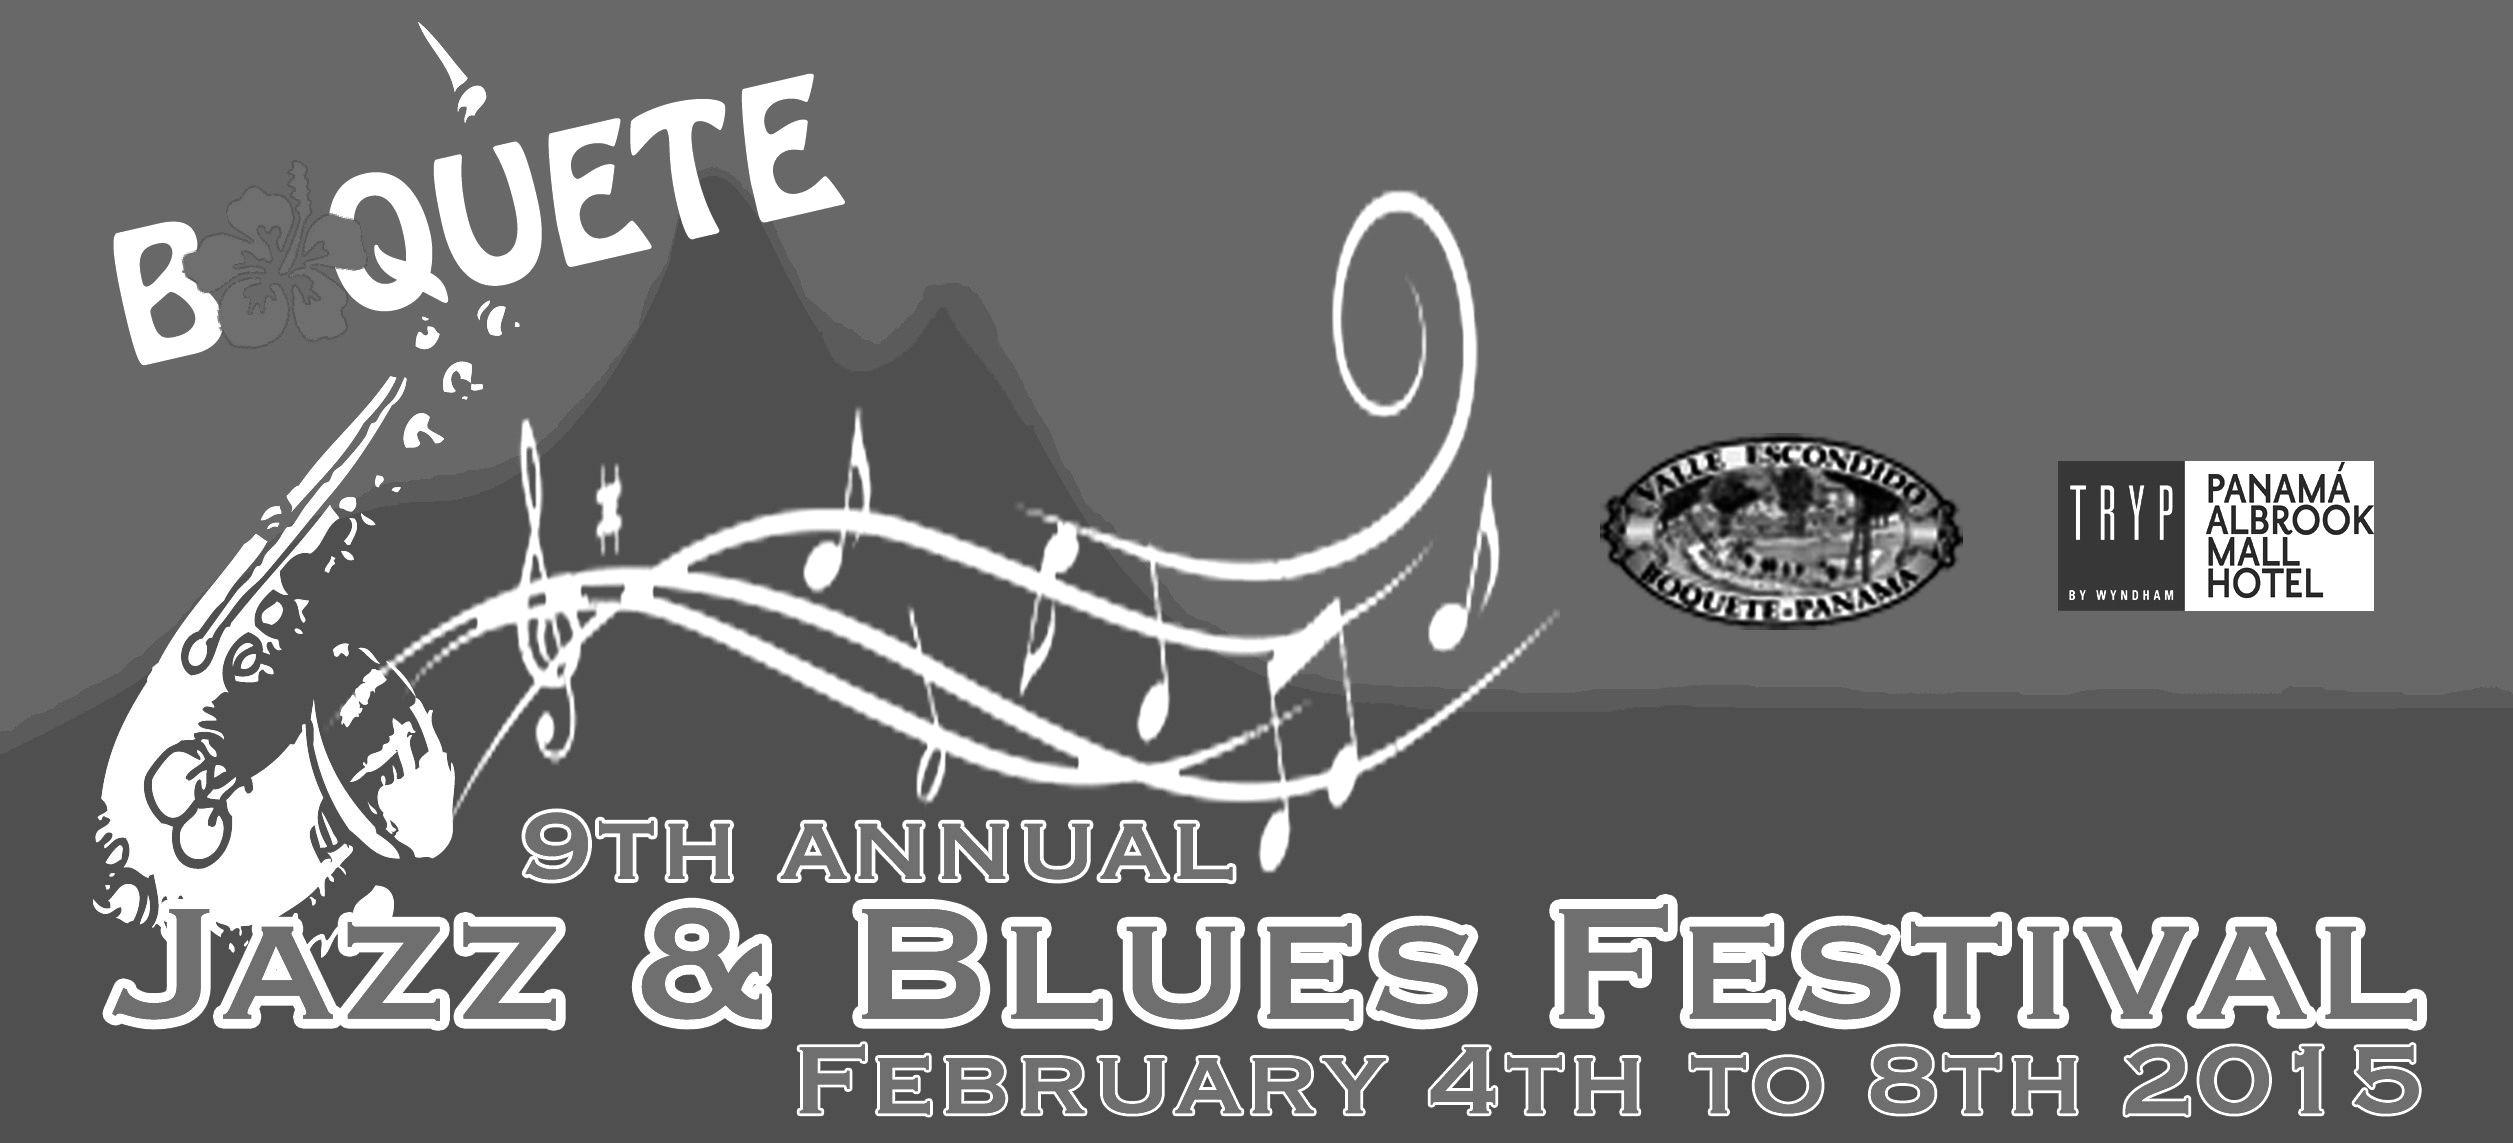 BOQUETE
VALLE ESCONDIDO
BOQUETE • PANAMA
TRYP
BY WYNDHAM
PANAMÁ
ALBROOK
MALL
HOTEL
9TH ANNUAL
JAZZ & BLUES FESTIVAL
FEBRUARY 4TH TO 8TH 2015